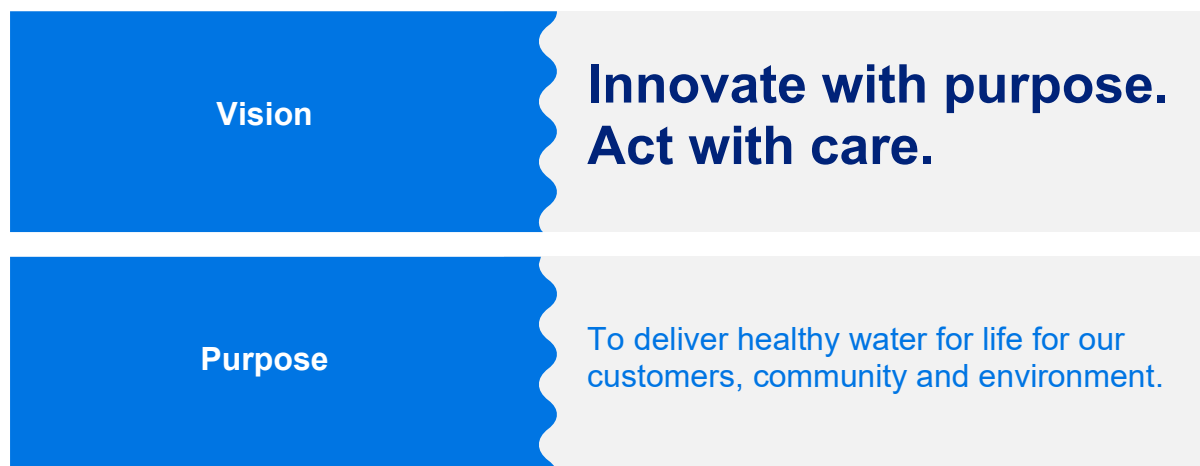 Vision
Innovate with purpose.
Act with care.
Purpose
To deliver healthy water for life for our
customers, community and environment.